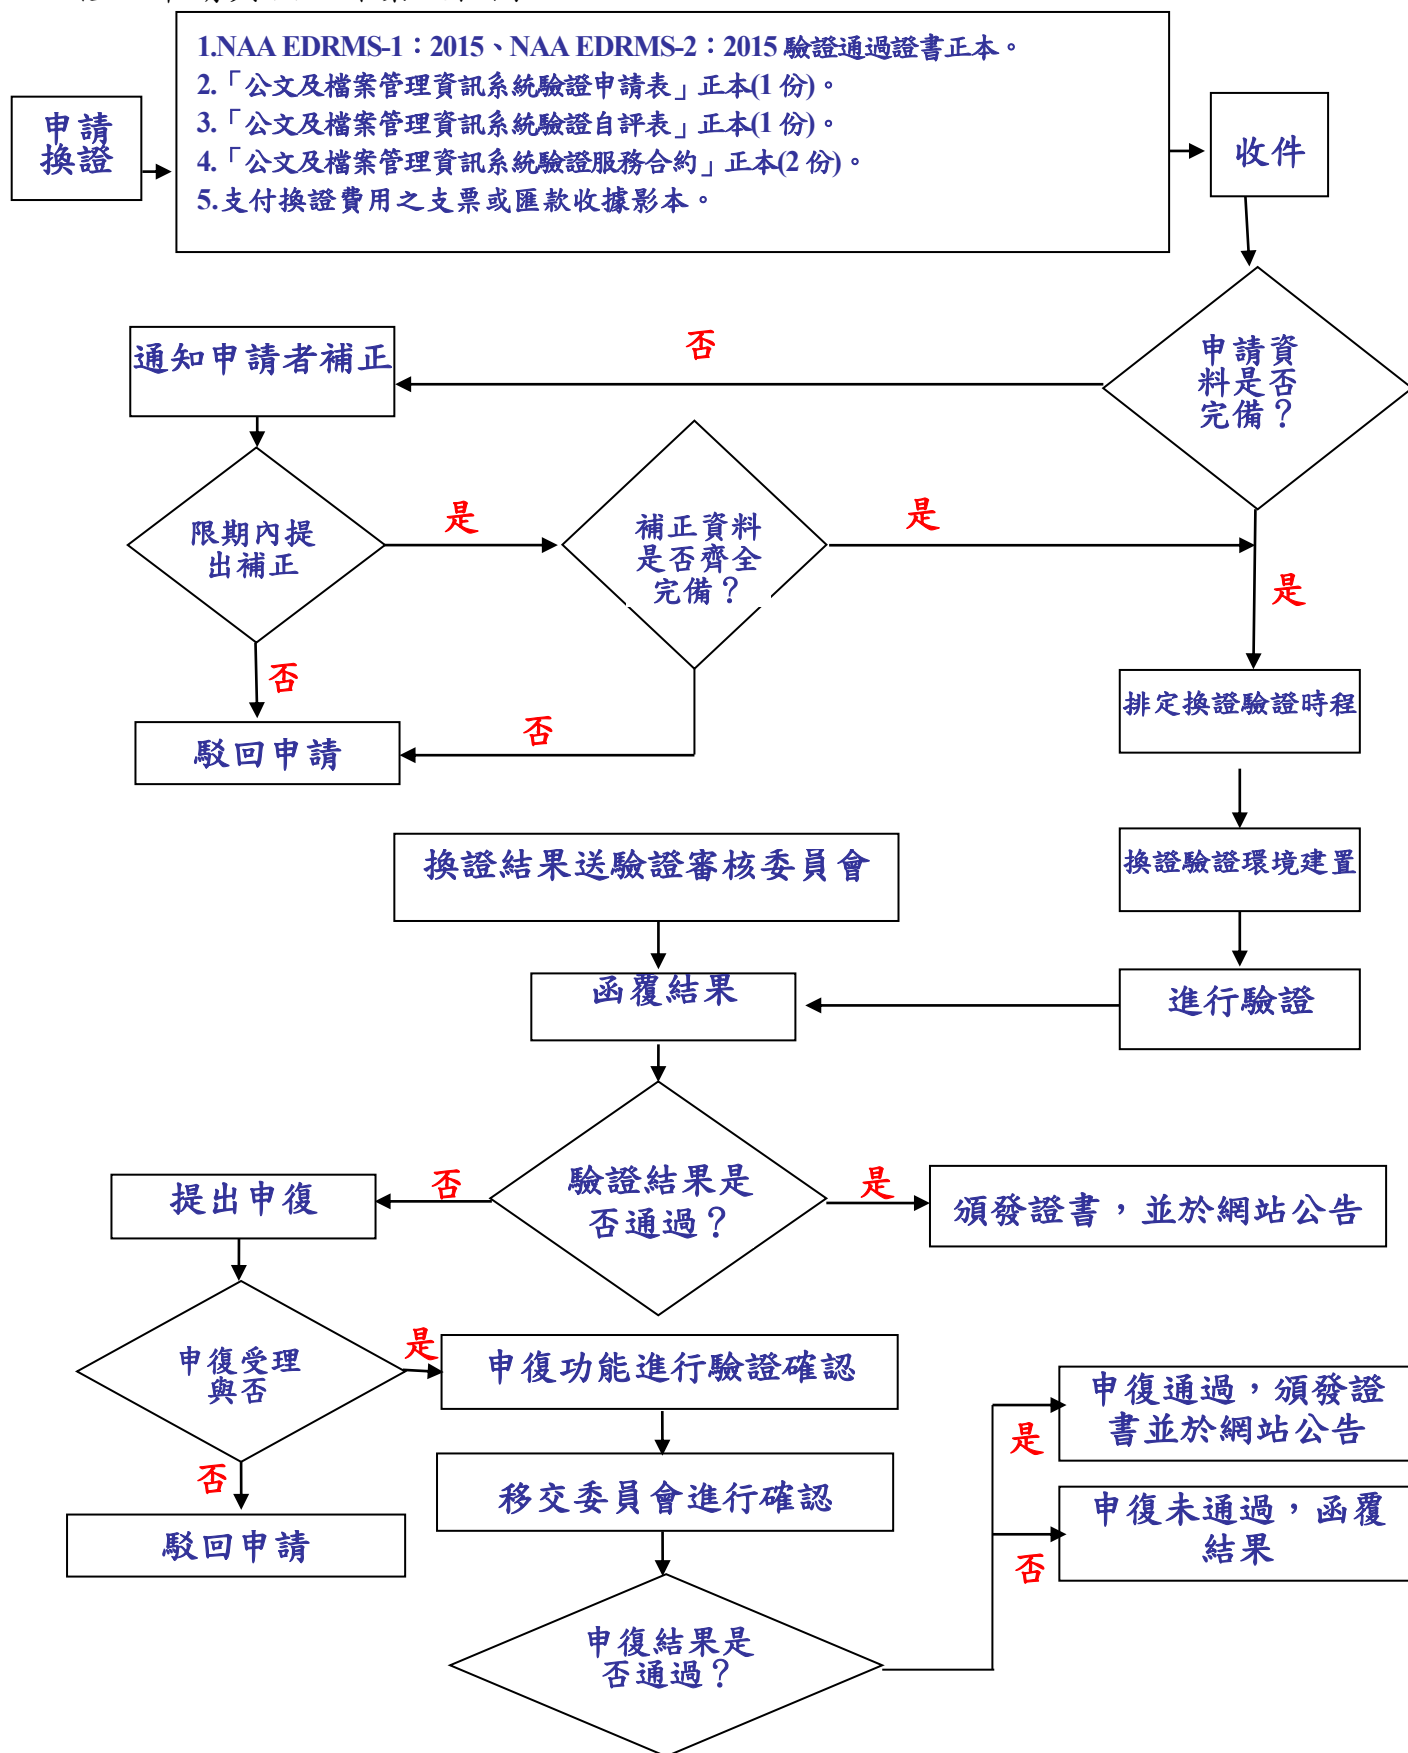 1.NAA EDRMS-1：2015、NAA EDRMS-2：2015 驗證通過證書正本。
2.「公文及檔案管理資訊系統驗證申請表」正本(1 份)。
3.「公文及檔案管理資訊系統驗證自評表」正本(1 份)。
4.「公文及檔案管理資訊系統驗證服務合約」正本(2 份)。
5.支付換證費用之支票或匯款收據影本。
申請
換證
收件
申請資
料是否
完備？
否
通知申請者補正
限期內提
出補正
是
補正資料
是否齊全
完備？
是
是
否
否
駁回申請
排定換證驗證時程
換證驗證環境建置
進行驗證
換證結果送驗證審核委員會
函覆結果
驗證結果是
否通過？
否
是
提出申復
頒發證書，並於網站公告
申復受理
與否
是
申復功能進行驗證確認
否
駁回申請
移交委員會進行確認
申復結果是
否通過？
是
申復通過，頒發證
書並於網站公告
否
申復未通過，函覆
結果